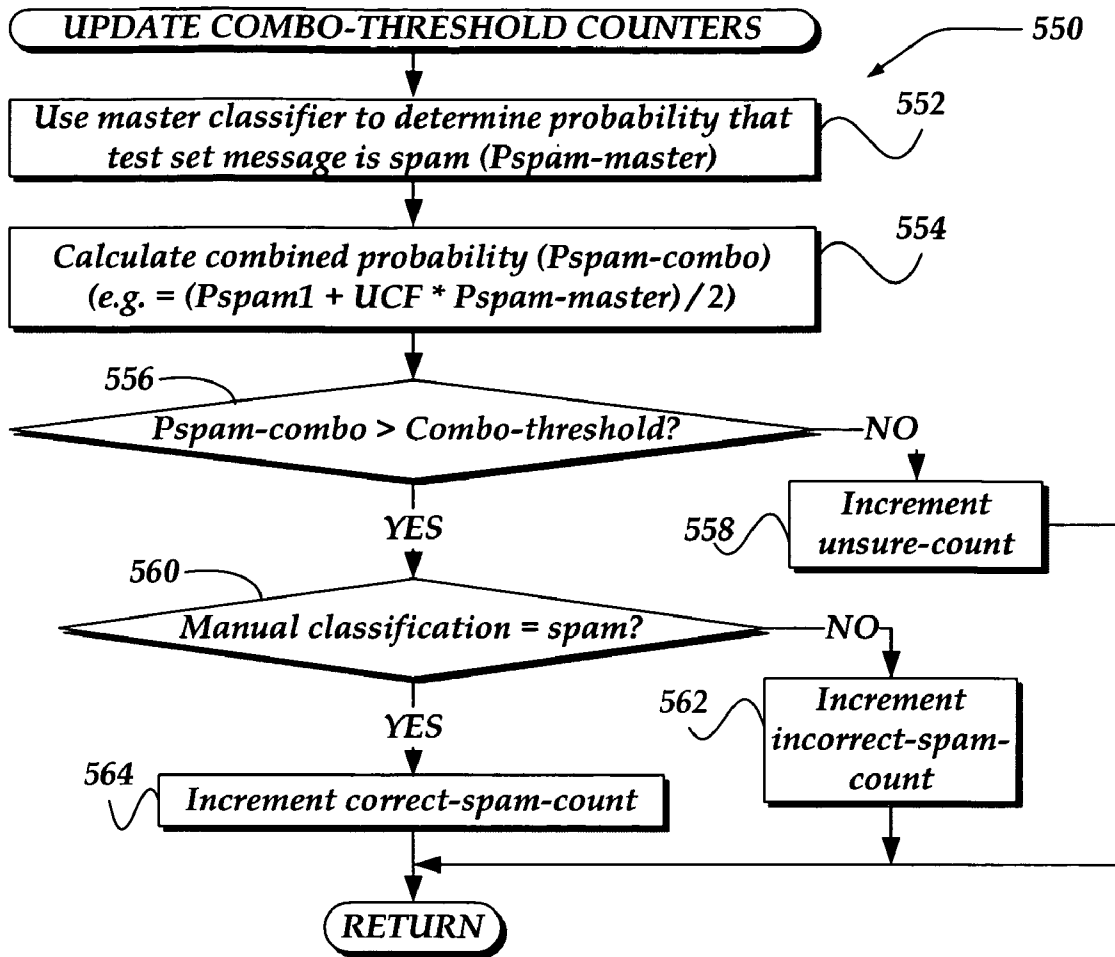 UPDATE COMBO-THRESHOLD COUNTERS
550
Use master classifier to determine probability that
test set message is spam (Pspam-master)
552
Calculate combined probability (Pspam-combo)
(e.g. = (Pspam1 + UCF * Pspam-master) / 2)
554
556
Pspam-combo > Combo-threshold?
NO
YES
558
Increment
unsure-count
560
Manual classification = spam?
NO
YES
562
Increment
incorrect-spam-
count
564
Increment correct-spam-count
RETURN